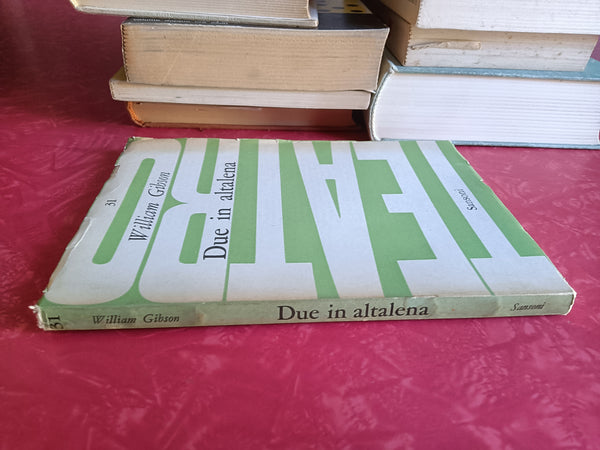 TEATRO
31
William Gibson
Due in altalena
Sansoni
31 William Gibson Due in altalena Sansoni